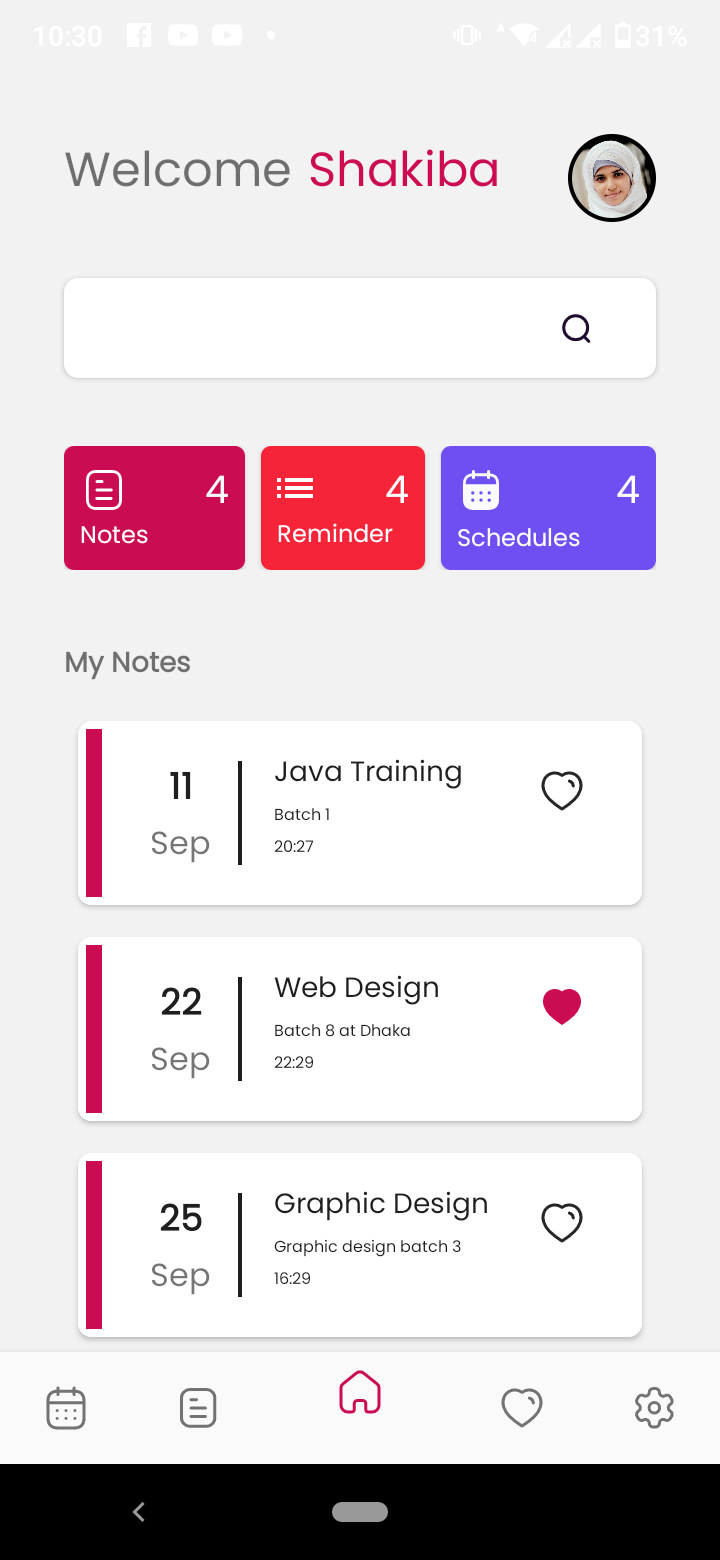 10:30 31%
Welcome Shakiba
4 4 4
Notes Reminder Schedules
My Notes
11 Java Training
Sep Batch 1
20:27
22 Web Design
Sep Batch 8 at Dhaka
22:29
25 Graphic Design
Sep Graphic design batch 3
16:29